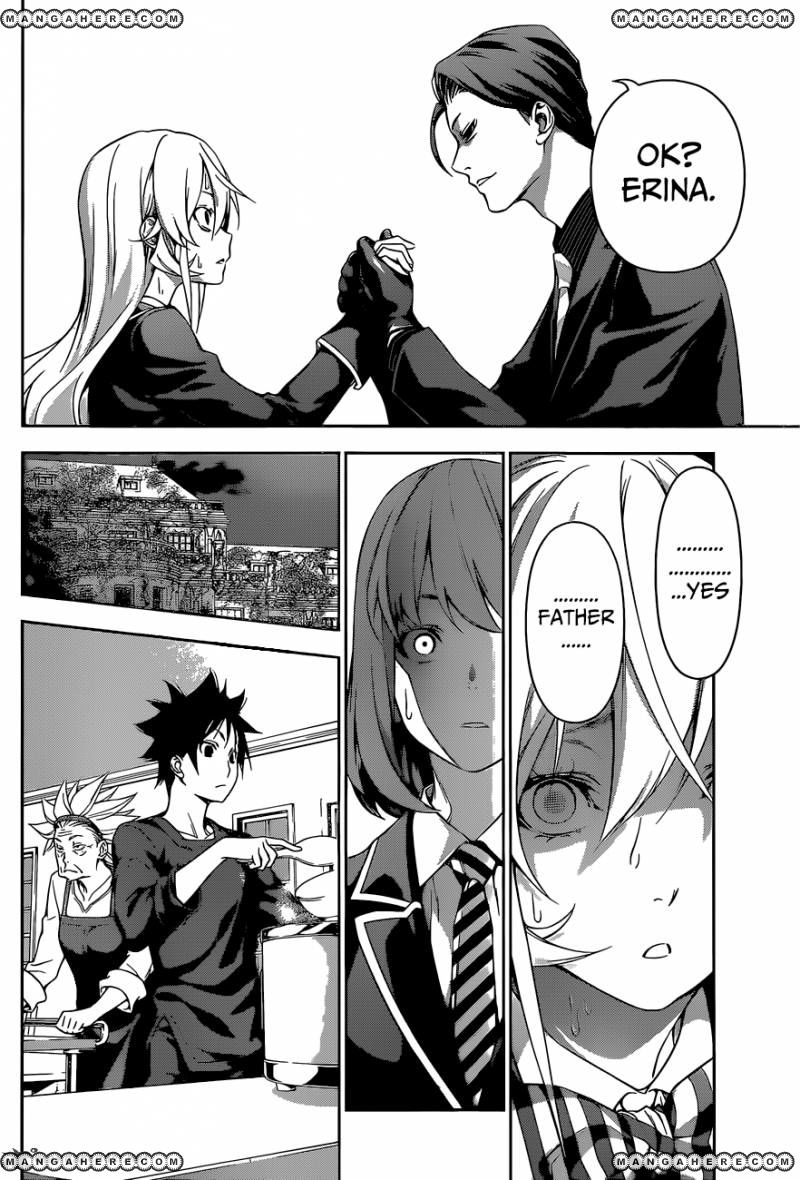 MANGAHERE.COM
MANGAHERE.COM
OK?
ERINA.
.........
............
...YES
.........
FATHER
......
MANGAHERE.COM
MANGAHERE.COM